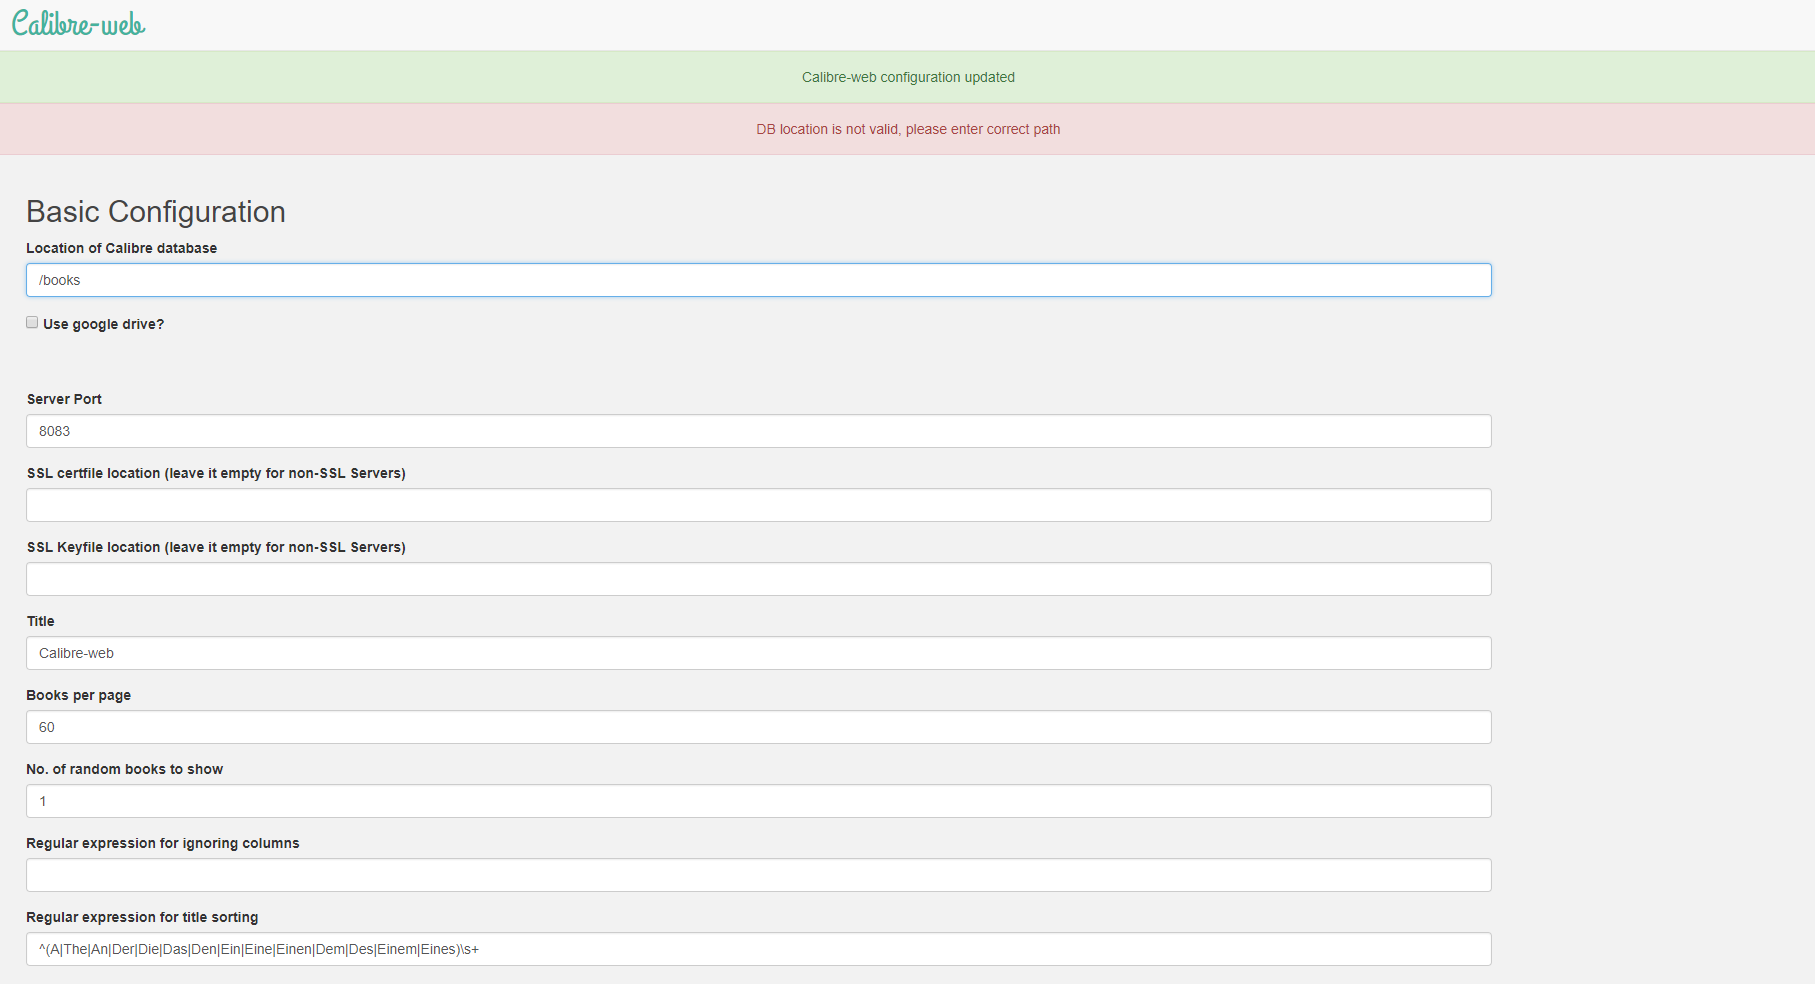 Calibre-web
Calibre-web configuration updated
DB location is not valid, please enter correct path
Basic Configuration
Location of Calibre database
/books
Use google drive?
Server Port
8083
SSL certfile location (leave it empty for non-SSL Servers)
SSL Keyfile location (leave it empty for non-SSL Servers)
Title
Calibre-web
Books per page
60
No. of random books to show
1
Regular expression for ignoring columns
Regular expression for title sorting
^(A|The|An|Der|Die|Das|Den|Ein|Eine|Einen|Dem|Des|Einem|Eines)\s+